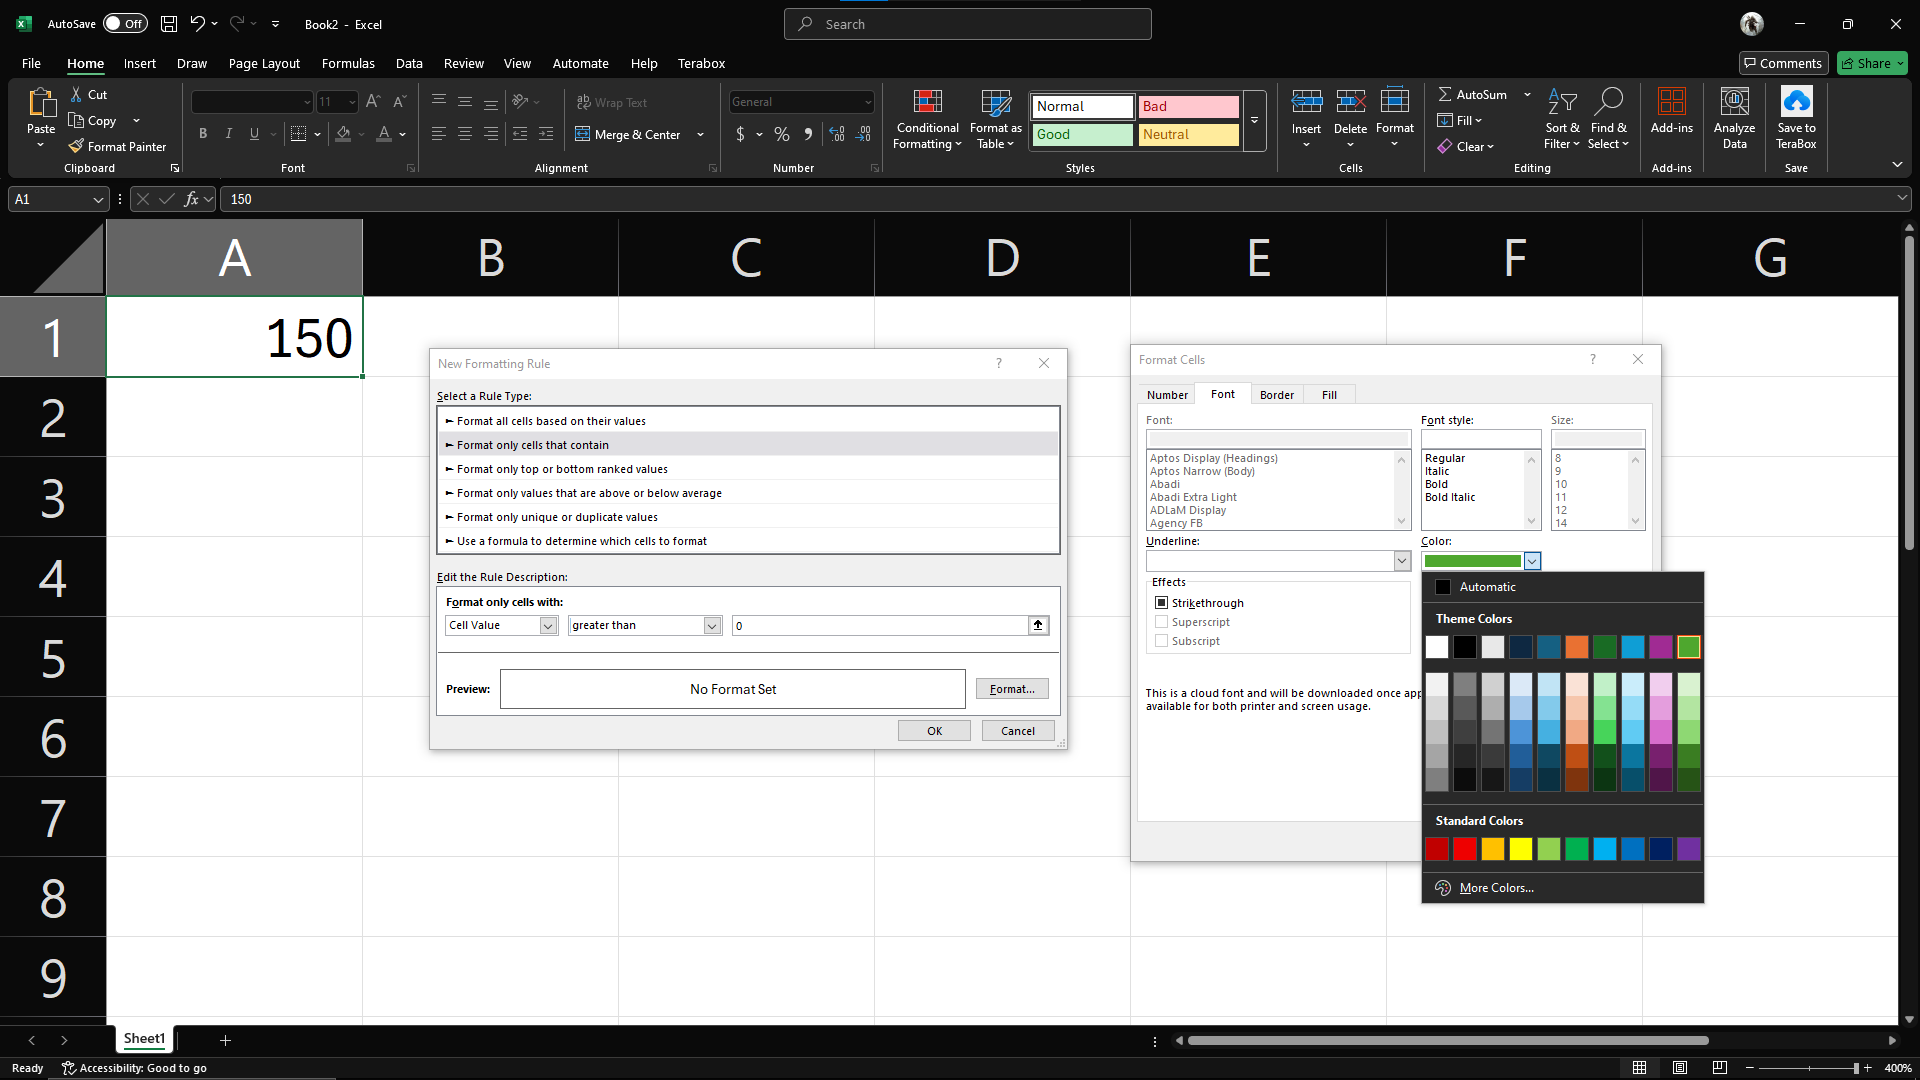 AutoSave Off Book2 - Excel Search
File Home Insert Draw Page Layout Formulas Data Review View Automate Help Terabox Comments Share
Paste
Cut
Copy
Format Painter
Clipboard
11
B I U
Font
Wrap Text
Merge & Center
Alignment
General
$ % ,
Number
Conditional
Formatting
Format as
Table
Normal Bad
Good Neutral
Styles
Insert Delete Format
Cells
AutoSum
Fill
Clear
Sort &
Filter
Find &
Select
Editing
Add-ins
Add-ins
Analyze
Data
Save to
TeraBox
Save
A1 fx 150
A B C D E F G
1 150
2
3
4
5
6
7
8
9
New Formatting Rule ?
Select a Rule Type:
► Format all cells based on their values
► Format only cells that contain
► Format only top or bottom ranked values
► Format only values that are above or below average
► Format only unique or duplicate values
► Use a formula to determine which cells to format
Edit the Rule Description:
Format only cells with:
Cell Value greater than 0
Preview: No Format Set Format...
OK Cancel
Format Cells ?
Number Font Border Fill
Font: Font style: Size:
Aptos Display (Headings) Regular 8
Aptos Narrow (Body) Italic 9
Abadi Bold 10
Abadi Extra Light Bold Italic 11
ADLaM Display 12
Agency FB 14
Underline: Color:
Effects
Strikethrough
Superscript
Subscript
This is a cloud font and will be downloaded once app
available for both printer and screen usage.
Automatic
Theme Colors
Standard Colors
More Colors...
Sheet1
Ready Accessibility: Good to go 400%